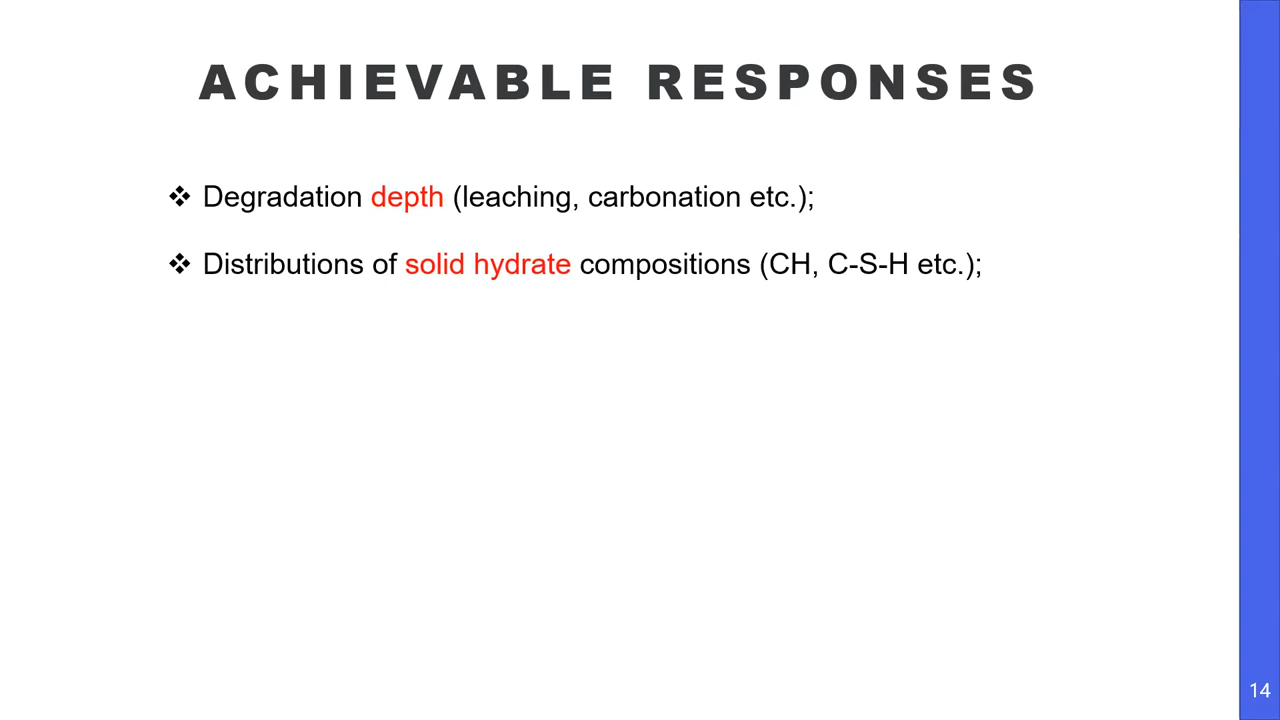 ACHIEVABLE RESPONSES
❖ Degradation depth (leaching, carbonation etc.);
❖ Distributions of solid hydrate compositions (CH, C-S-H etc.);
14